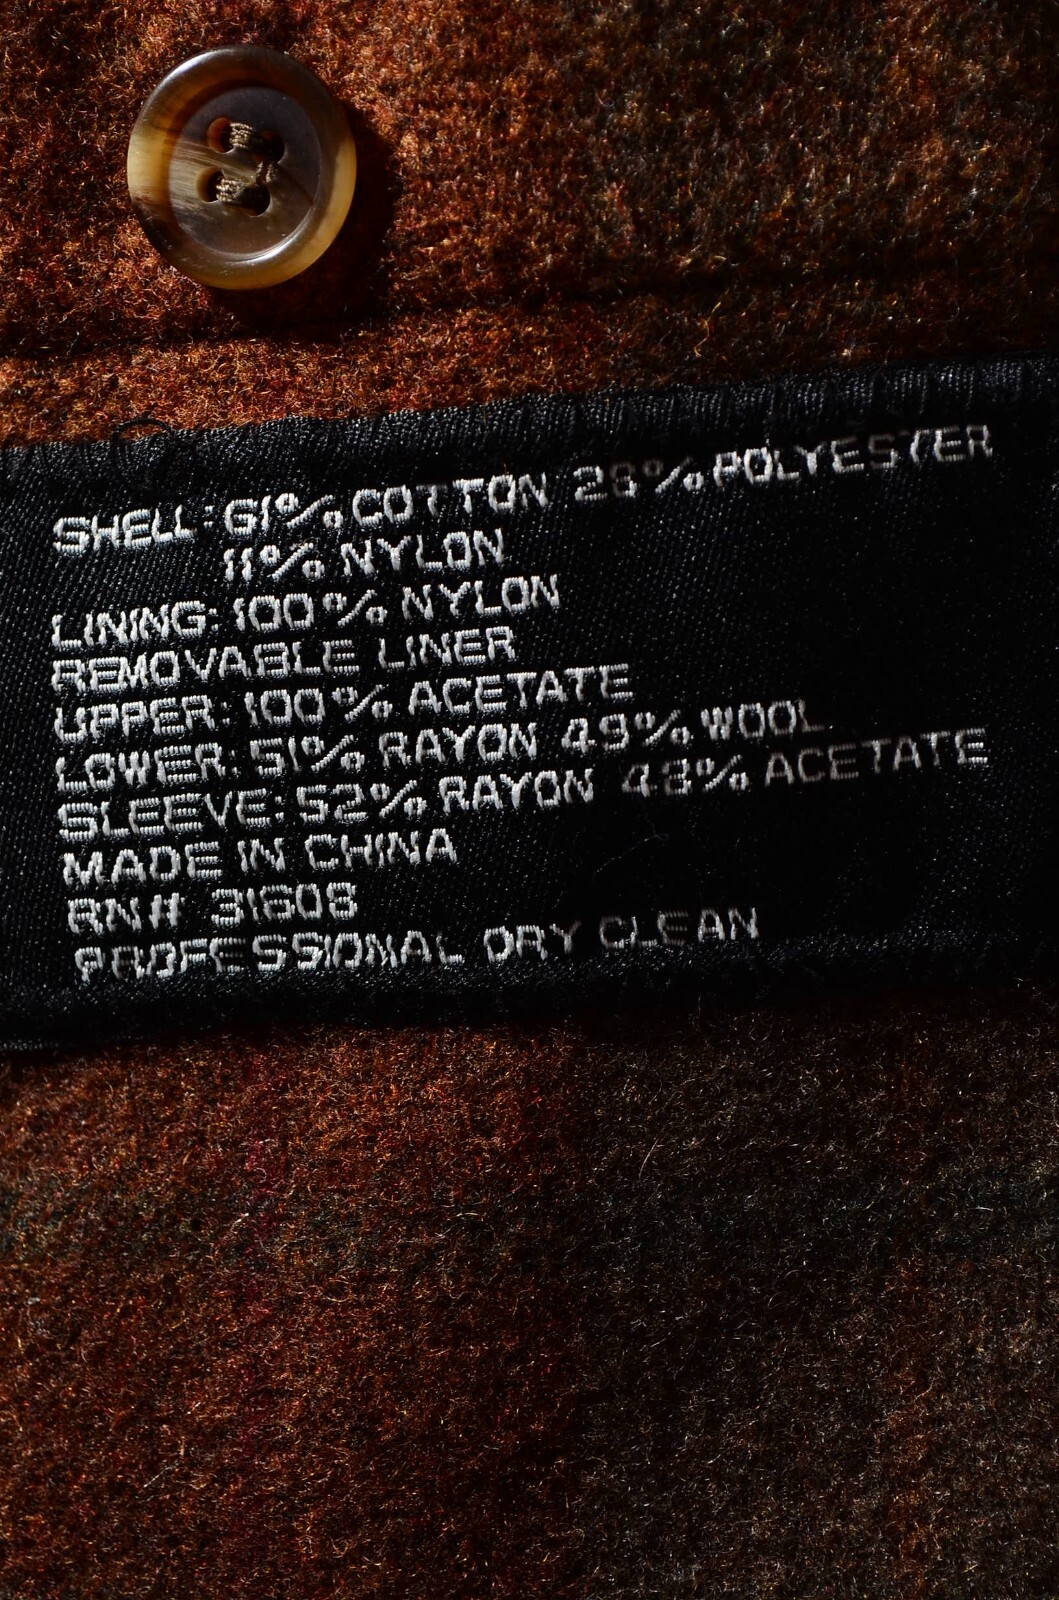 SHELL: 61% COTTON 28% POLYESTER
11% NYLON
LINING: 100% NYLON
REMOVABLE LINER
UPPER: 100% ACETATE
LOWER: 51% RAYON 49% WOOL
SLEEVE: 52% RAYON 48% ACETATE
MADE IN CHINA
RN# 31608
PROFESSIONAL DRY CLEAN